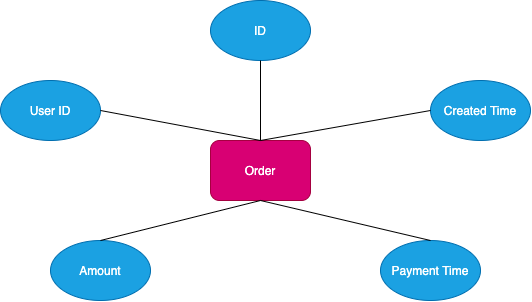 ID
User ID
Created Time
Order
Amount
Payment Time